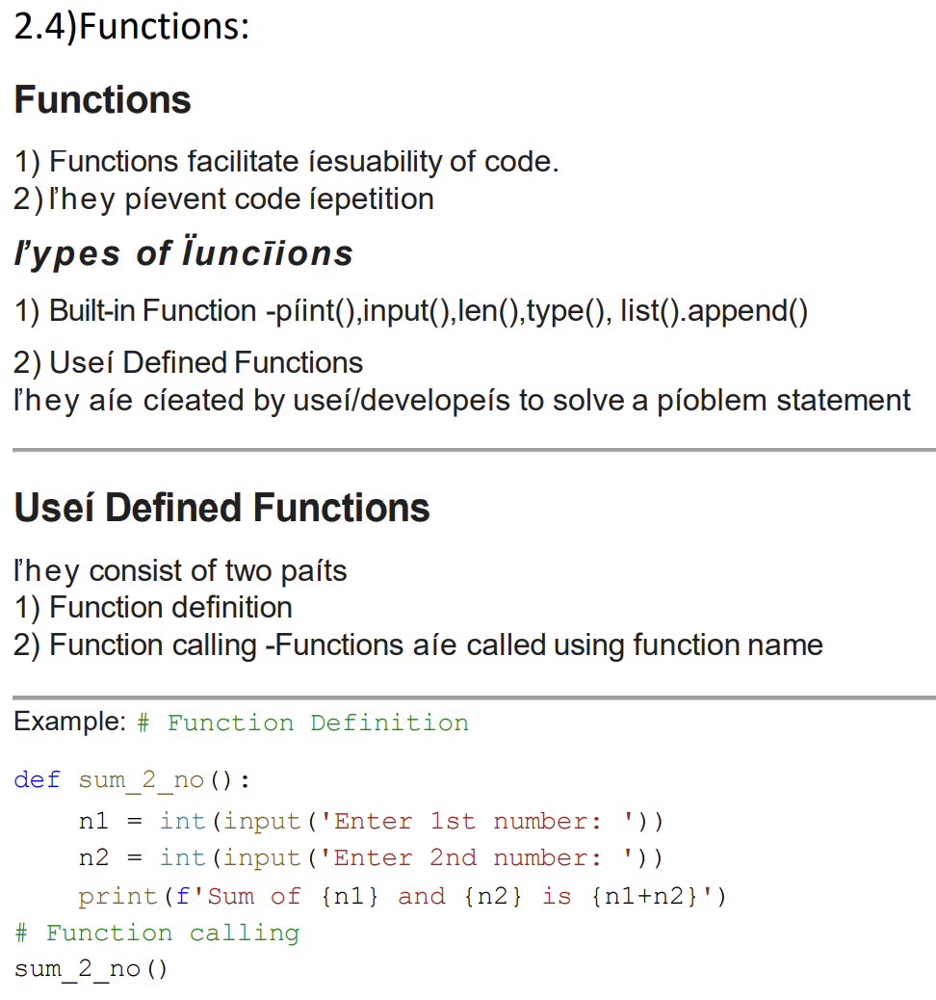 2.4)Functions:
Functions
1) Functions facilitate íesuability of code.
2) ľhey píevent code íepetition
ľypes of Ïuncīions
1) Built-in Function -píint(),input(),len(),type(), list().append()
2) Useí Defined Functions
ľhey aíe cíeated by useí/developeís to solve a píoblem statement
Useí Defined Functions
ľhey consist of two paíts
1) Function definition
2) Function calling -Functions aíe called using function name
Example: # Function Definition
def sum_2_no():
    n1 = int(input('Enter 1st number: '))
    n2 = int(input('Enter 2nd number: '))
    print(f'Sum of {n1} and {n2} is {n1+n2}')
# Function calling
sum_2_no()